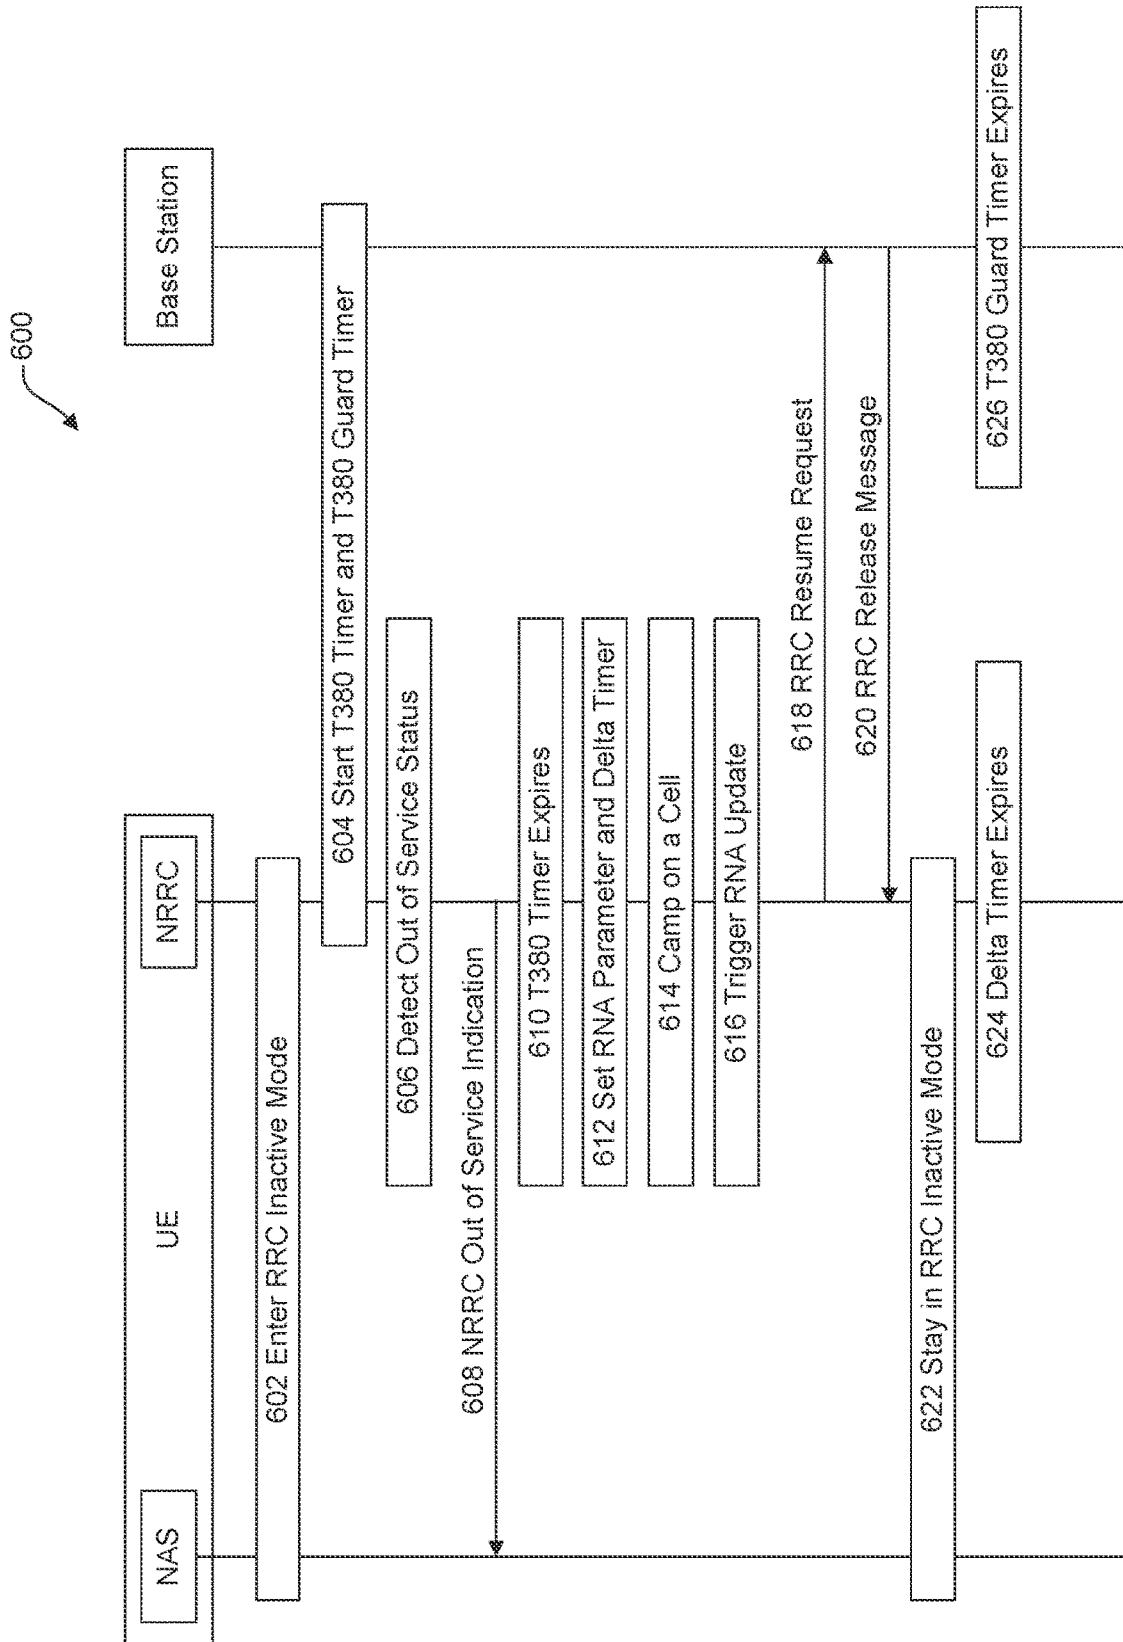 600
UE
NAS
NRRC
Base Station
602 Enter RRC Inactive Mode
604 Start T380 Timer and T380 Guard Timer
606 Detect Out of Service Status
608 NRRC Out of Service Indication
610 T380 Timer Expires
612 Set RNA Parameter and Delta Timer
614 Camp on a Cell
616 Trigger RNA Update
618 RRC Resume Request
620 RRC Release Message
622 Stay in RRC Inactive Mode
624 Delta Timer Expires
626 T380 Guard Timer Expires